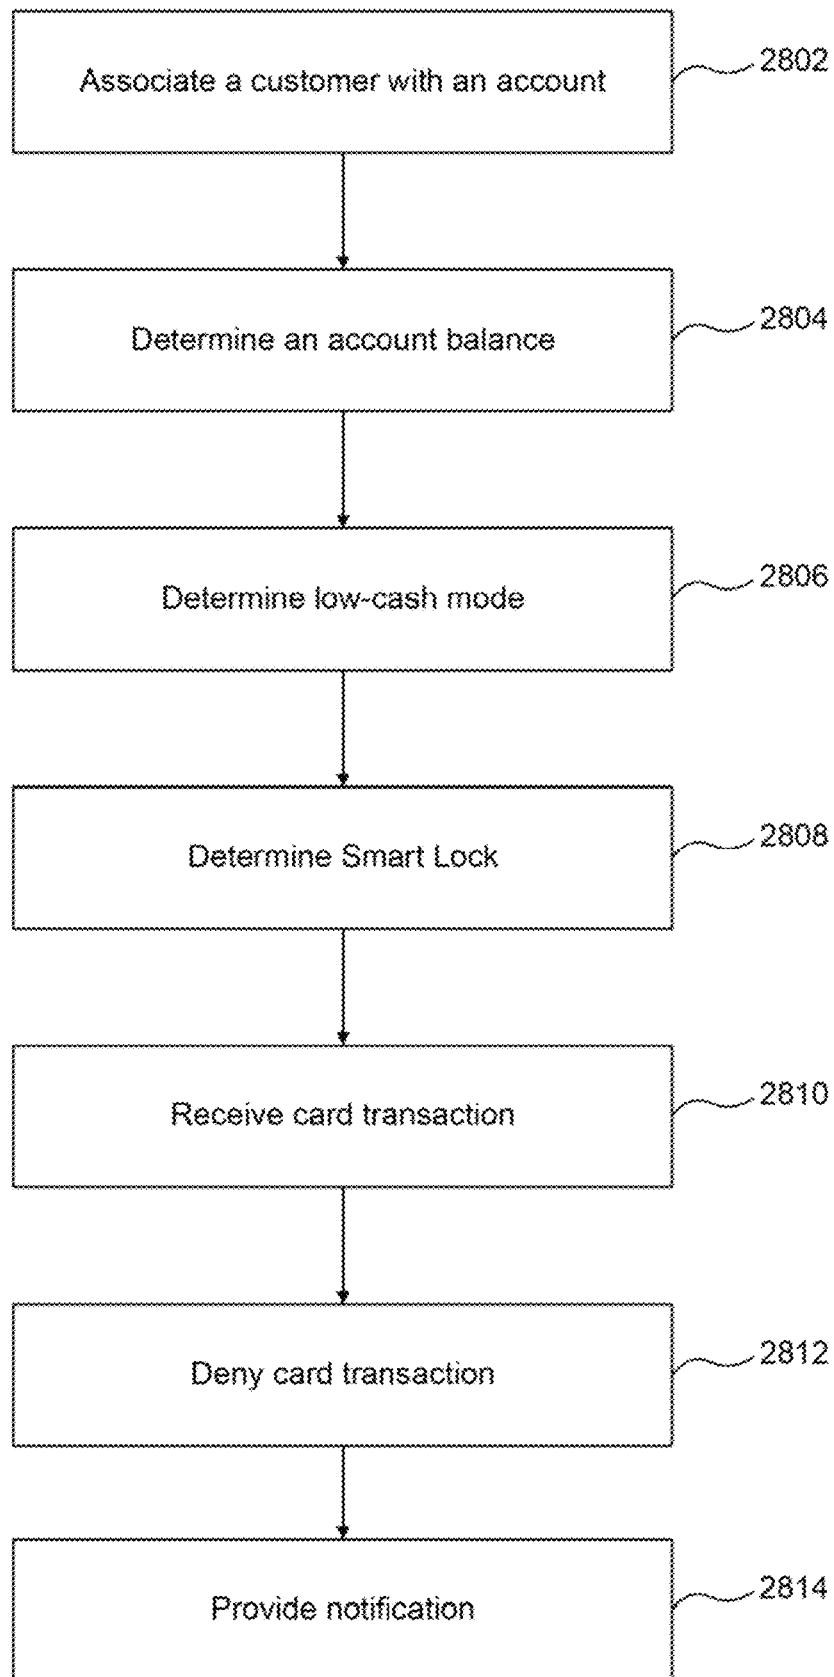 Associate a customer with an account
2802
Determine an account balance
2804
Determine low-cash mode
2806
Determine Smart Lock
2808
Receive card transaction
2810
Deny card transaction
2812
Provide notification
2814